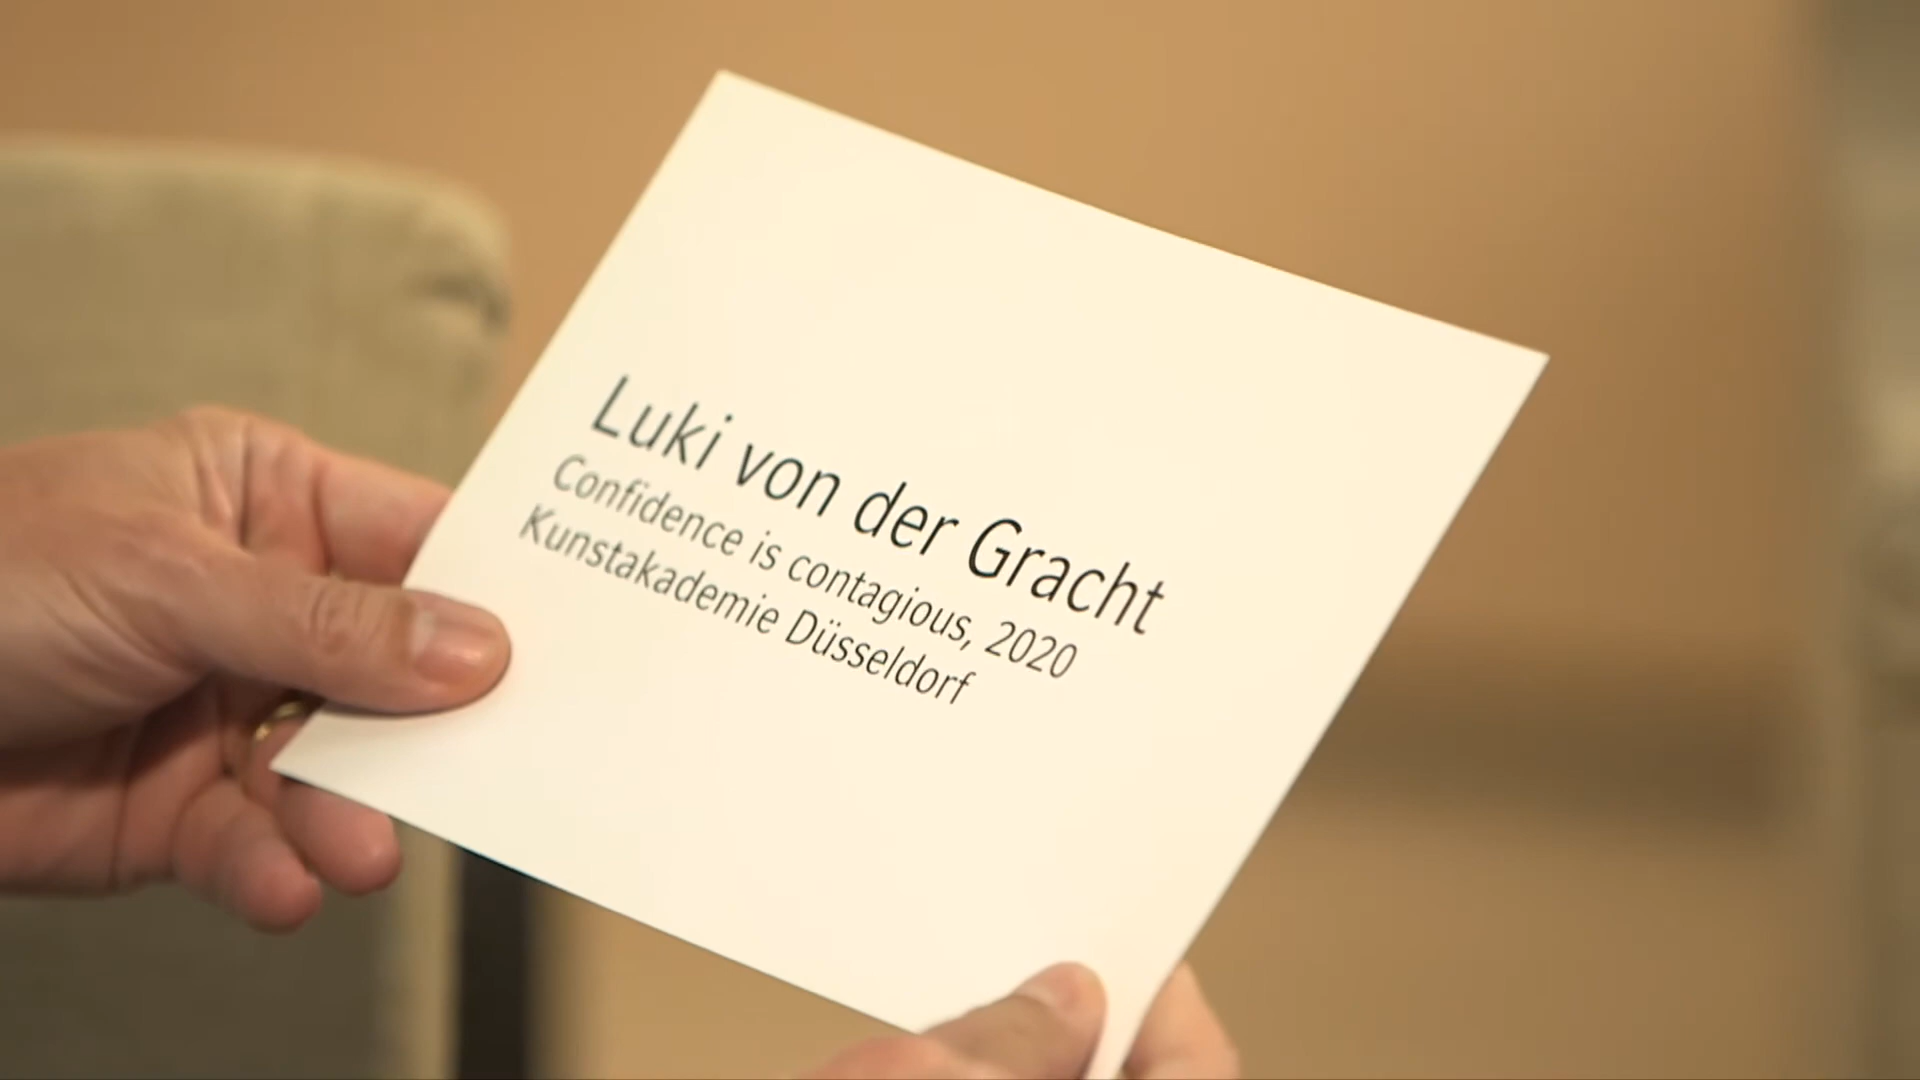 Luki von der Gracht
Confidence is contagious, 2020
Kunstakademie Düsseldorf